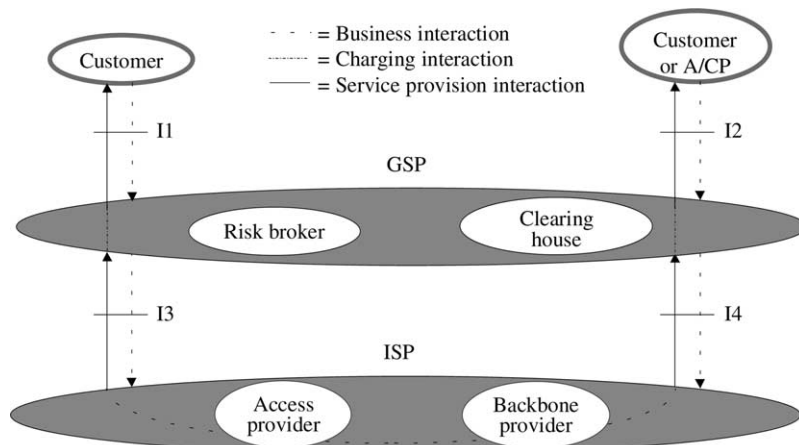 = Business interaction
= Charging interaction
= Service provision interaction
Customer
Customer
or A/CP
I1
I2
GSP
Risk broker
Clearing
house
I3
I4
ISP
Access
provider
Backbone
provider